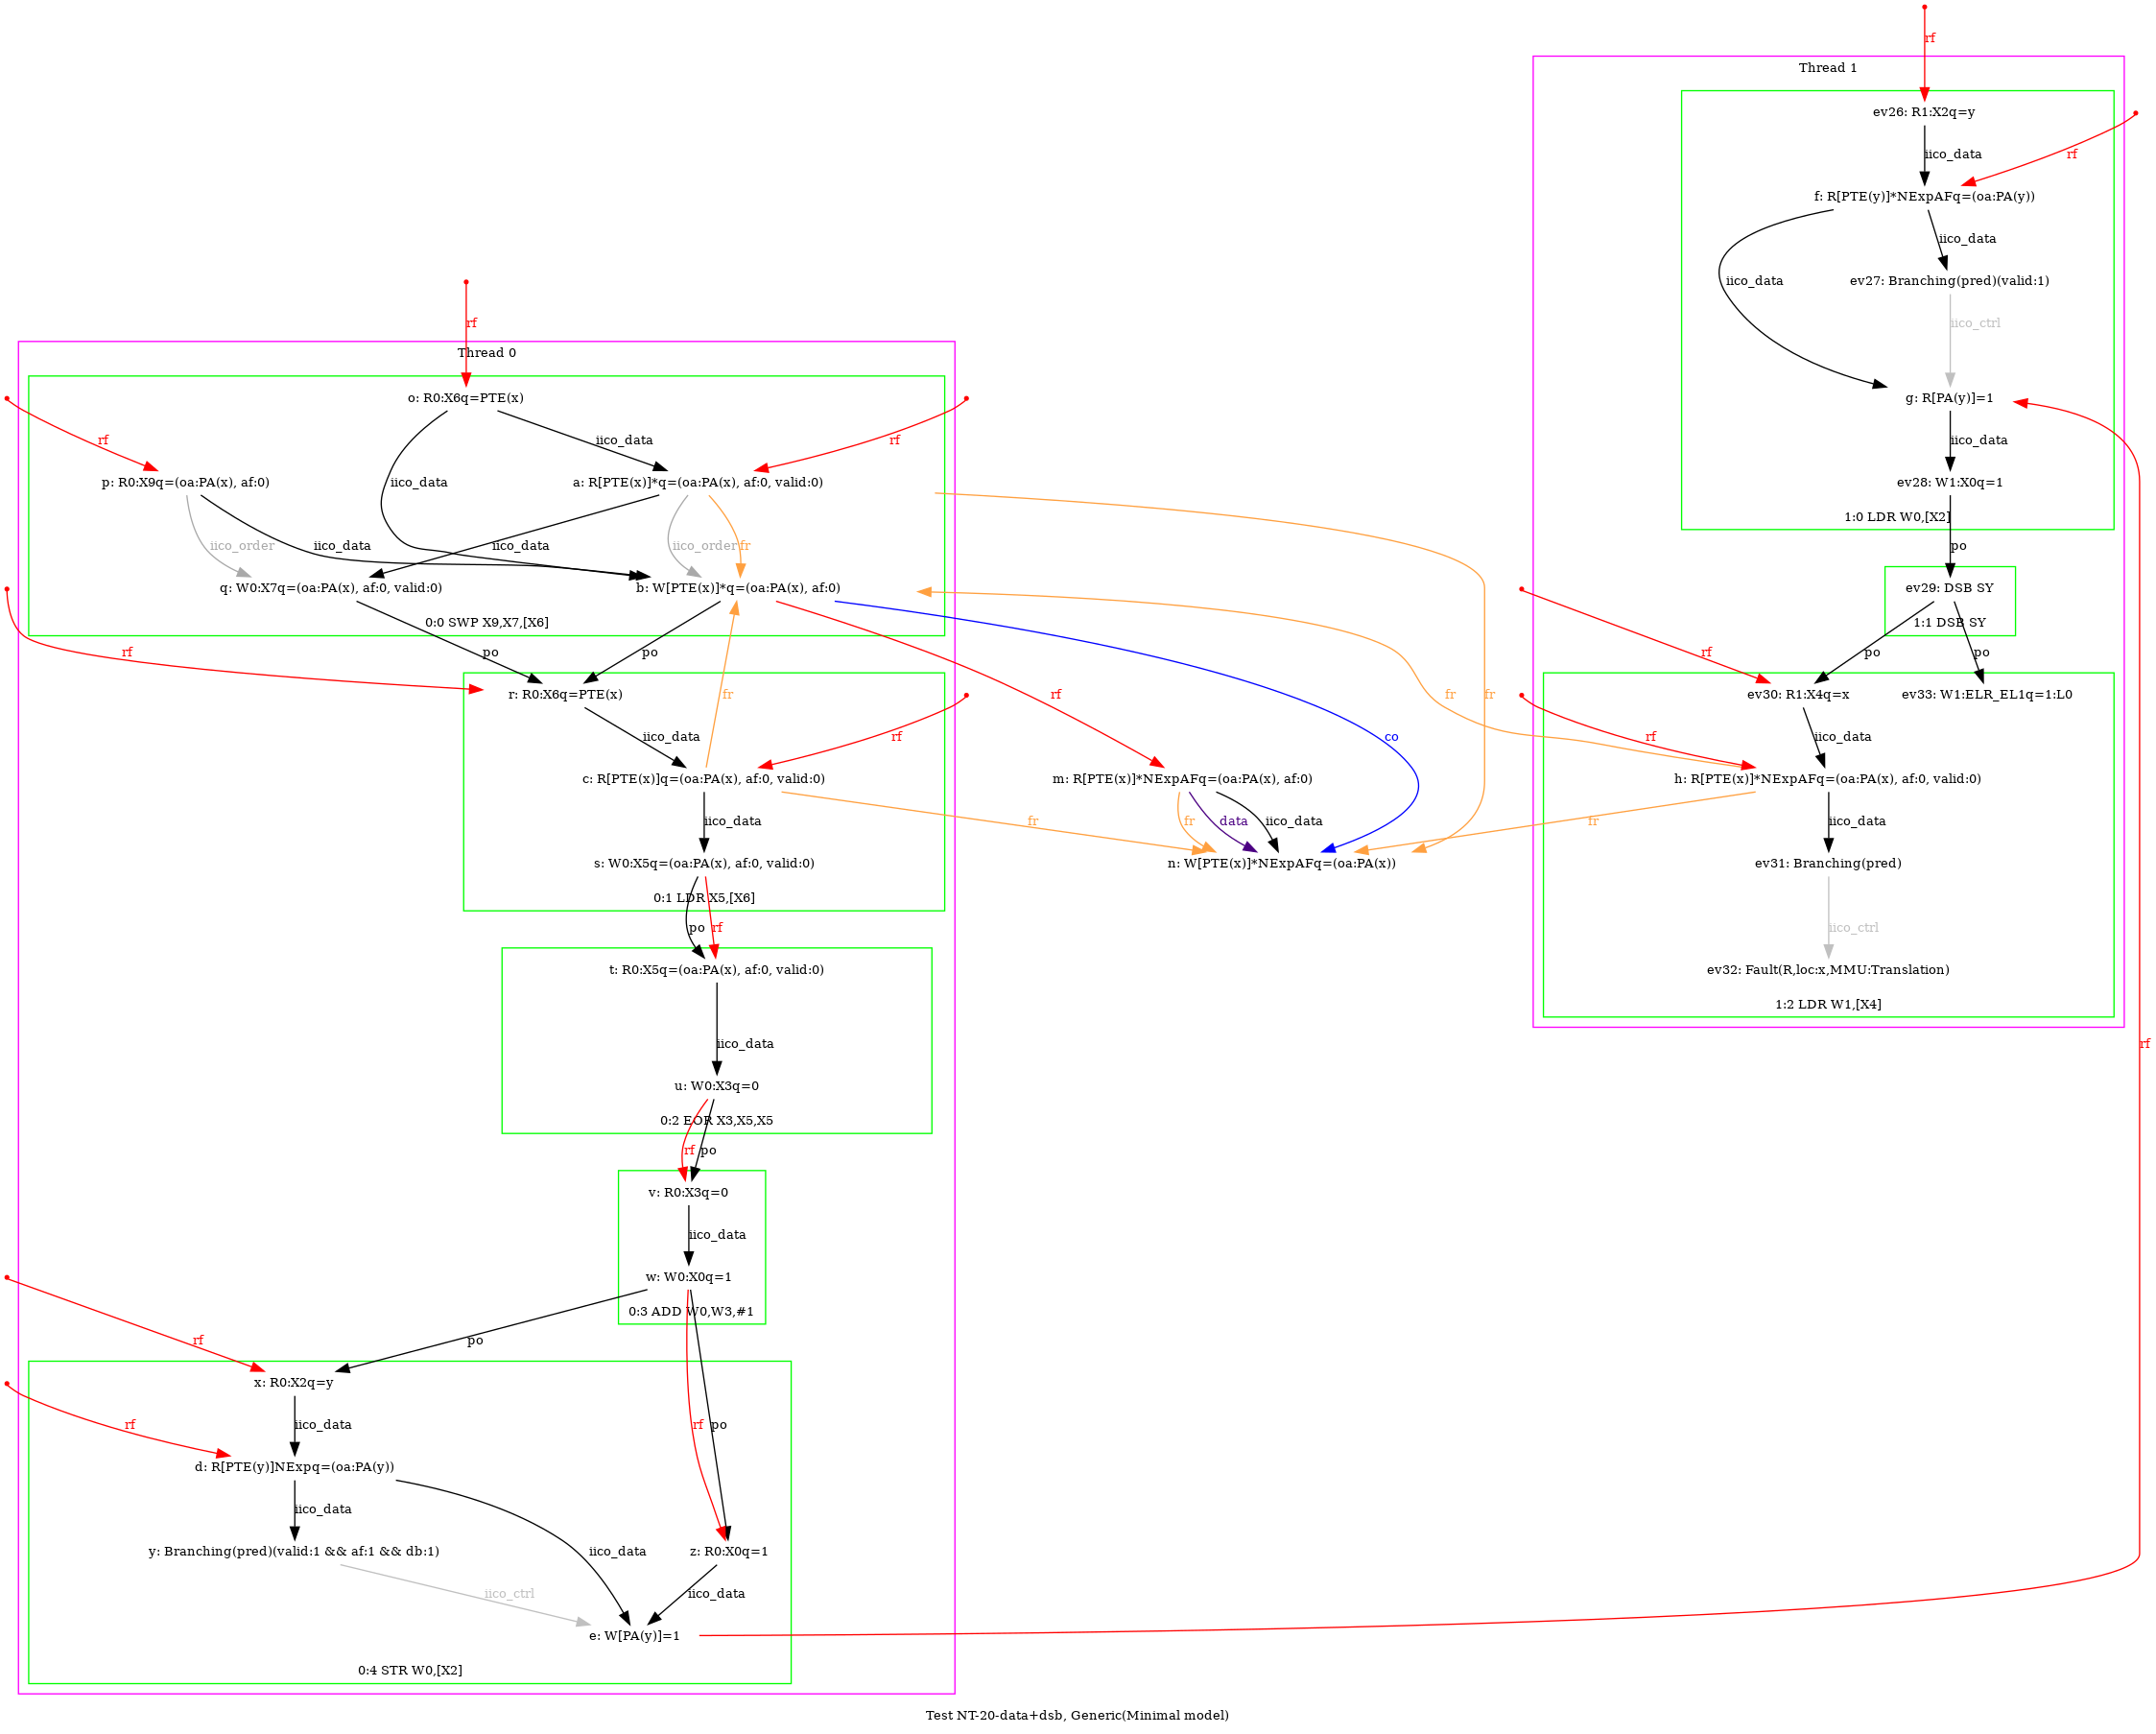 rf
Thread 1
ev26: R1:X2q=y
iico_data
rf
f: R[PTE(y)]*NExpAFq=(oa:PA(y))
iico_data
iico_data
ev27: Branching(pred)(valid:1)
iico_ctrl
g: R[PA(y)]=1
iico_data
ev28: W1:X0q=1
1:0 LDR W0,[X2]
po
ev29: DSB SY
1:1 DSB SY
po
po
rf
ev30: R1:X4q=x
ev33: W1:ELR_EL1q=1:L0
rf
iico_data
h: R[PTE(x)]*NExpAFq=(oa:PA(x), af:0, valid:0)
iico_data
ev31: Branching(pred)
iico_ctrl
ev32: Fault(R,loc:x,MMU:Translation)
1:2 LDR W1,[X4]
rf
rf
Thread 0
o: R0:X6q=PTE(x)
rf
iico_data
iico_data
rf
p: R0:X9q=(oa:PA(x), af:0)
a: R[PTE(x)]*q=(oa:PA(x), af:0, valid:0)
iico_order
iico_data
iico_data
iico_order
fr
q: W0:X7q=(oa:PA(x), af:0, valid:0)
b: W[PTE(x)]*q=(oa:PA(x), af:0)
0:0 SWP X9,X7,[X6]
rf
po
po
r: R0:X6q=PTE(x)
fr
rf
fr
fr
iico_data
rf
co
c: R[PTE(x)]q=(oa:PA(x), af:0, valid:0)
m: R[PTE(x)]*NExpAFq=(oa:PA(x), af:0)
iico_data
fr
fr
data
iico_data
fr
s: W0:X5q=(oa:PA(x), af:0, valid:0)
n: W[PTE(x)]*NExpAFq=(oa:PA(x))
0:1 LDR X5,[X6]
po
rf
t: R0:X5q=(oa:PA(x), af:0, valid:0)
iico_data
u: W0:X3q=0
0:2 EOR X3,X5,X5
rf
po
v: R0:X3q=0
iico_data
w: W0:X0q=1
0:3 ADD W0,W3,#1
rf
po
x: R0:X2q=y
rf
iico_data
rf
po
d: R[PTE(y)]NExpq=(oa:PA(y))
iico_data
iico_data
y: Branching(pred)(valid:1 && af:1 && db:1)
z: R0:X0q=1
iico_ctrl
iico_data
e: W[PA(y)]=1
0:4 STR W0,[X2]
Test NT-20-data+dsb, Generic(Minimal model)